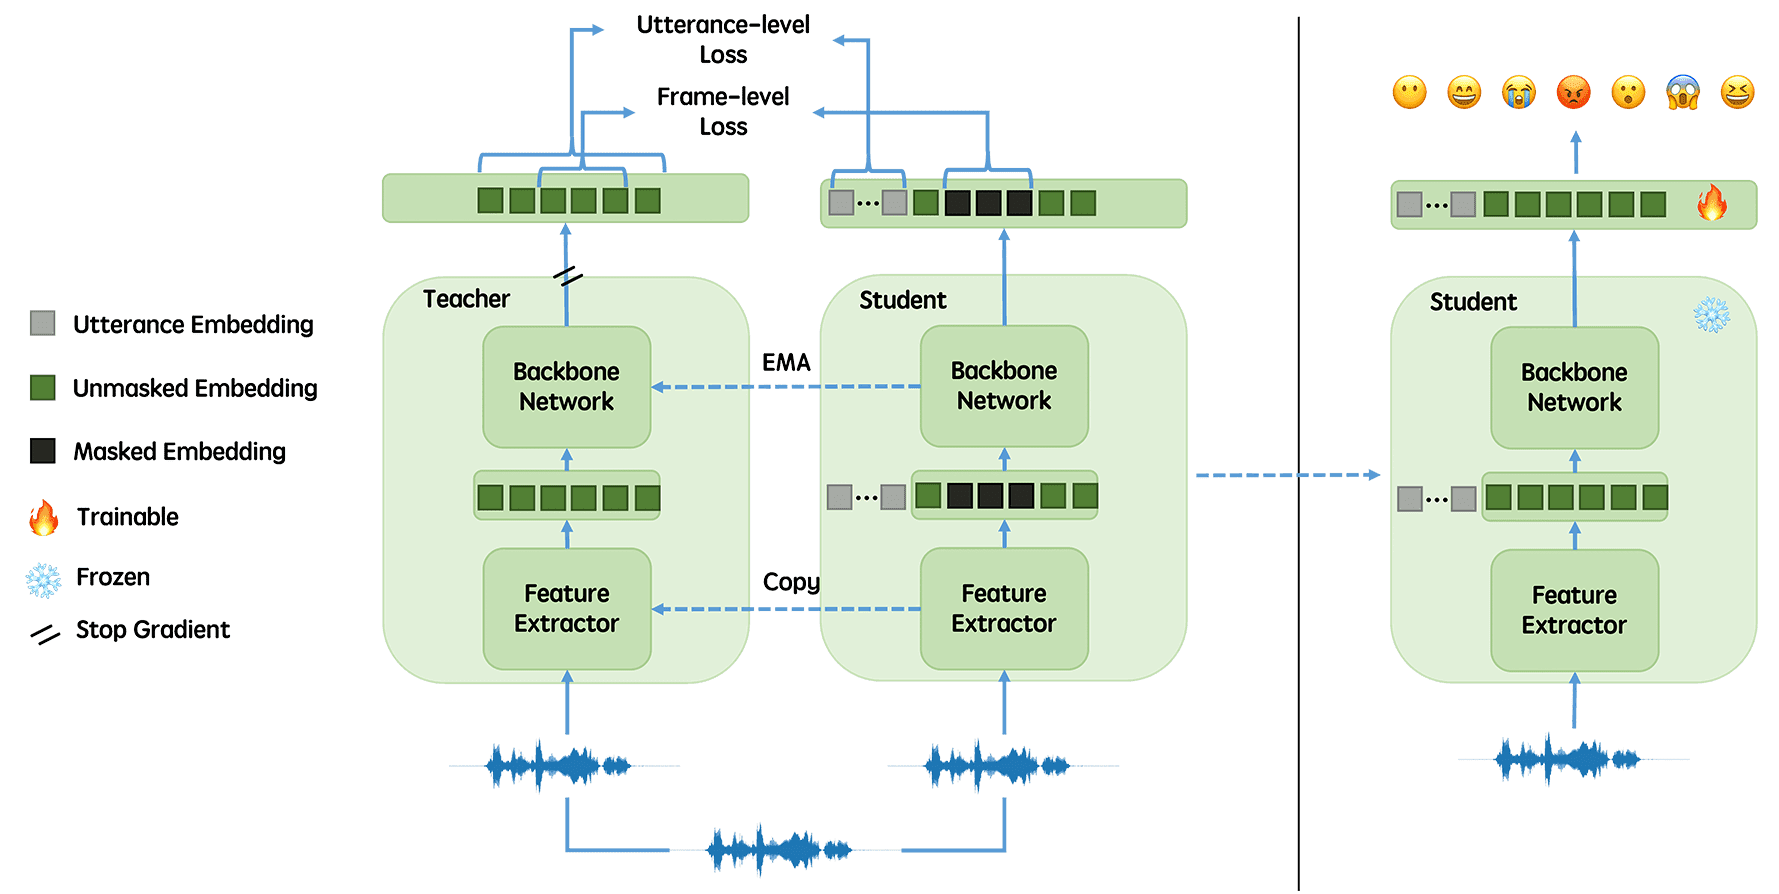 Utterance-level
Loss
Frame-level
Loss
Teacher
Student
Student
Utterance Embedding
Unmasked Embedding
Masked Embedding
Trainable
Frozen
Stop Gradient
Backbone
Network
EMA
Backbone
Network
Backbone
Network
Feature
Extractor
Copy
Feature
Extractor
Feature
Extractor